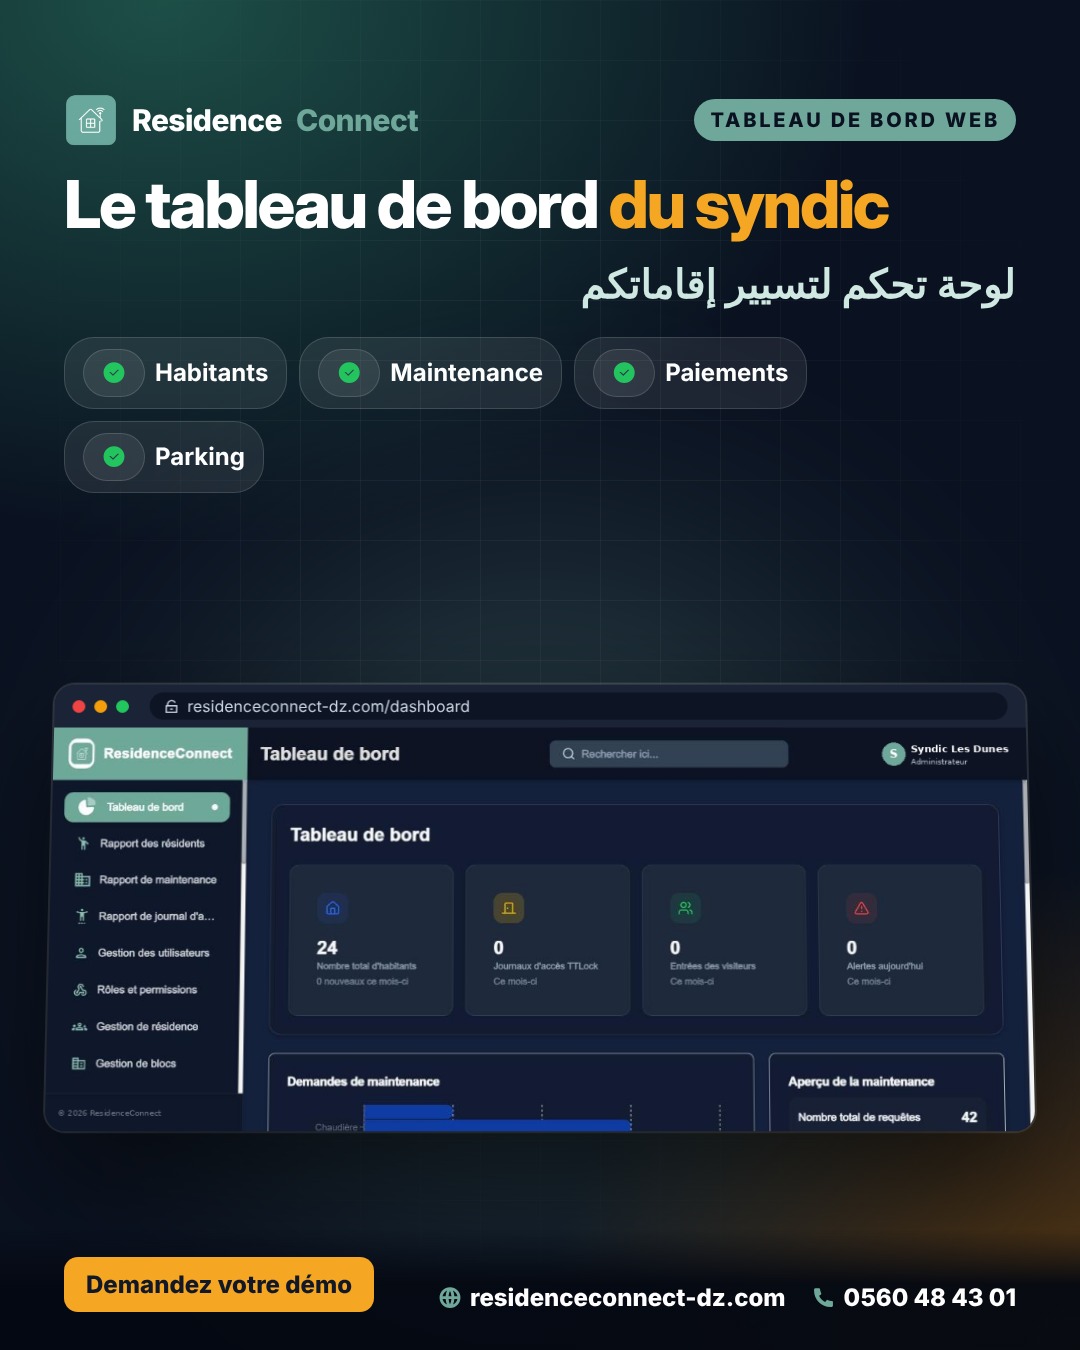 Residence Connect
TABLEAU DE BORD WEB
Le tableau de bord du syndic
لوحة تحكم لتسيير إقاماتكم
Habitants
Maintenance
Paiements
Parking
residenceconnect-dz.com/dashboard
ResidenceConnect
Tableau de bord
Rechercher ici...
S
Syndic Les Dunes
Administrateur
Tableau de bord
Rapport des résidents
Rapport de maintenance
Rapport de journal d'a...
Gestion des utilisateurs
Rôles et permissions
Gestion de résidence
Gestion de blocs
© 2026 ResidenceConnect
Tableau de bord
24
Nombre total d'habitants
0 nouveaux ce mois-ci
0
Journaux d'accès TTLock
Ce mois-ci
0
Entrées des visiteurs
Ce mois-ci
0
Alertes aujourd'hui
Ce mois-ci
Demandes de maintenance
Chaudière
Aperçu de la maintenance
Nombre total de requêtes 42
Demandez votre démo
residenceconnect-dz.com
0560 48 43 01